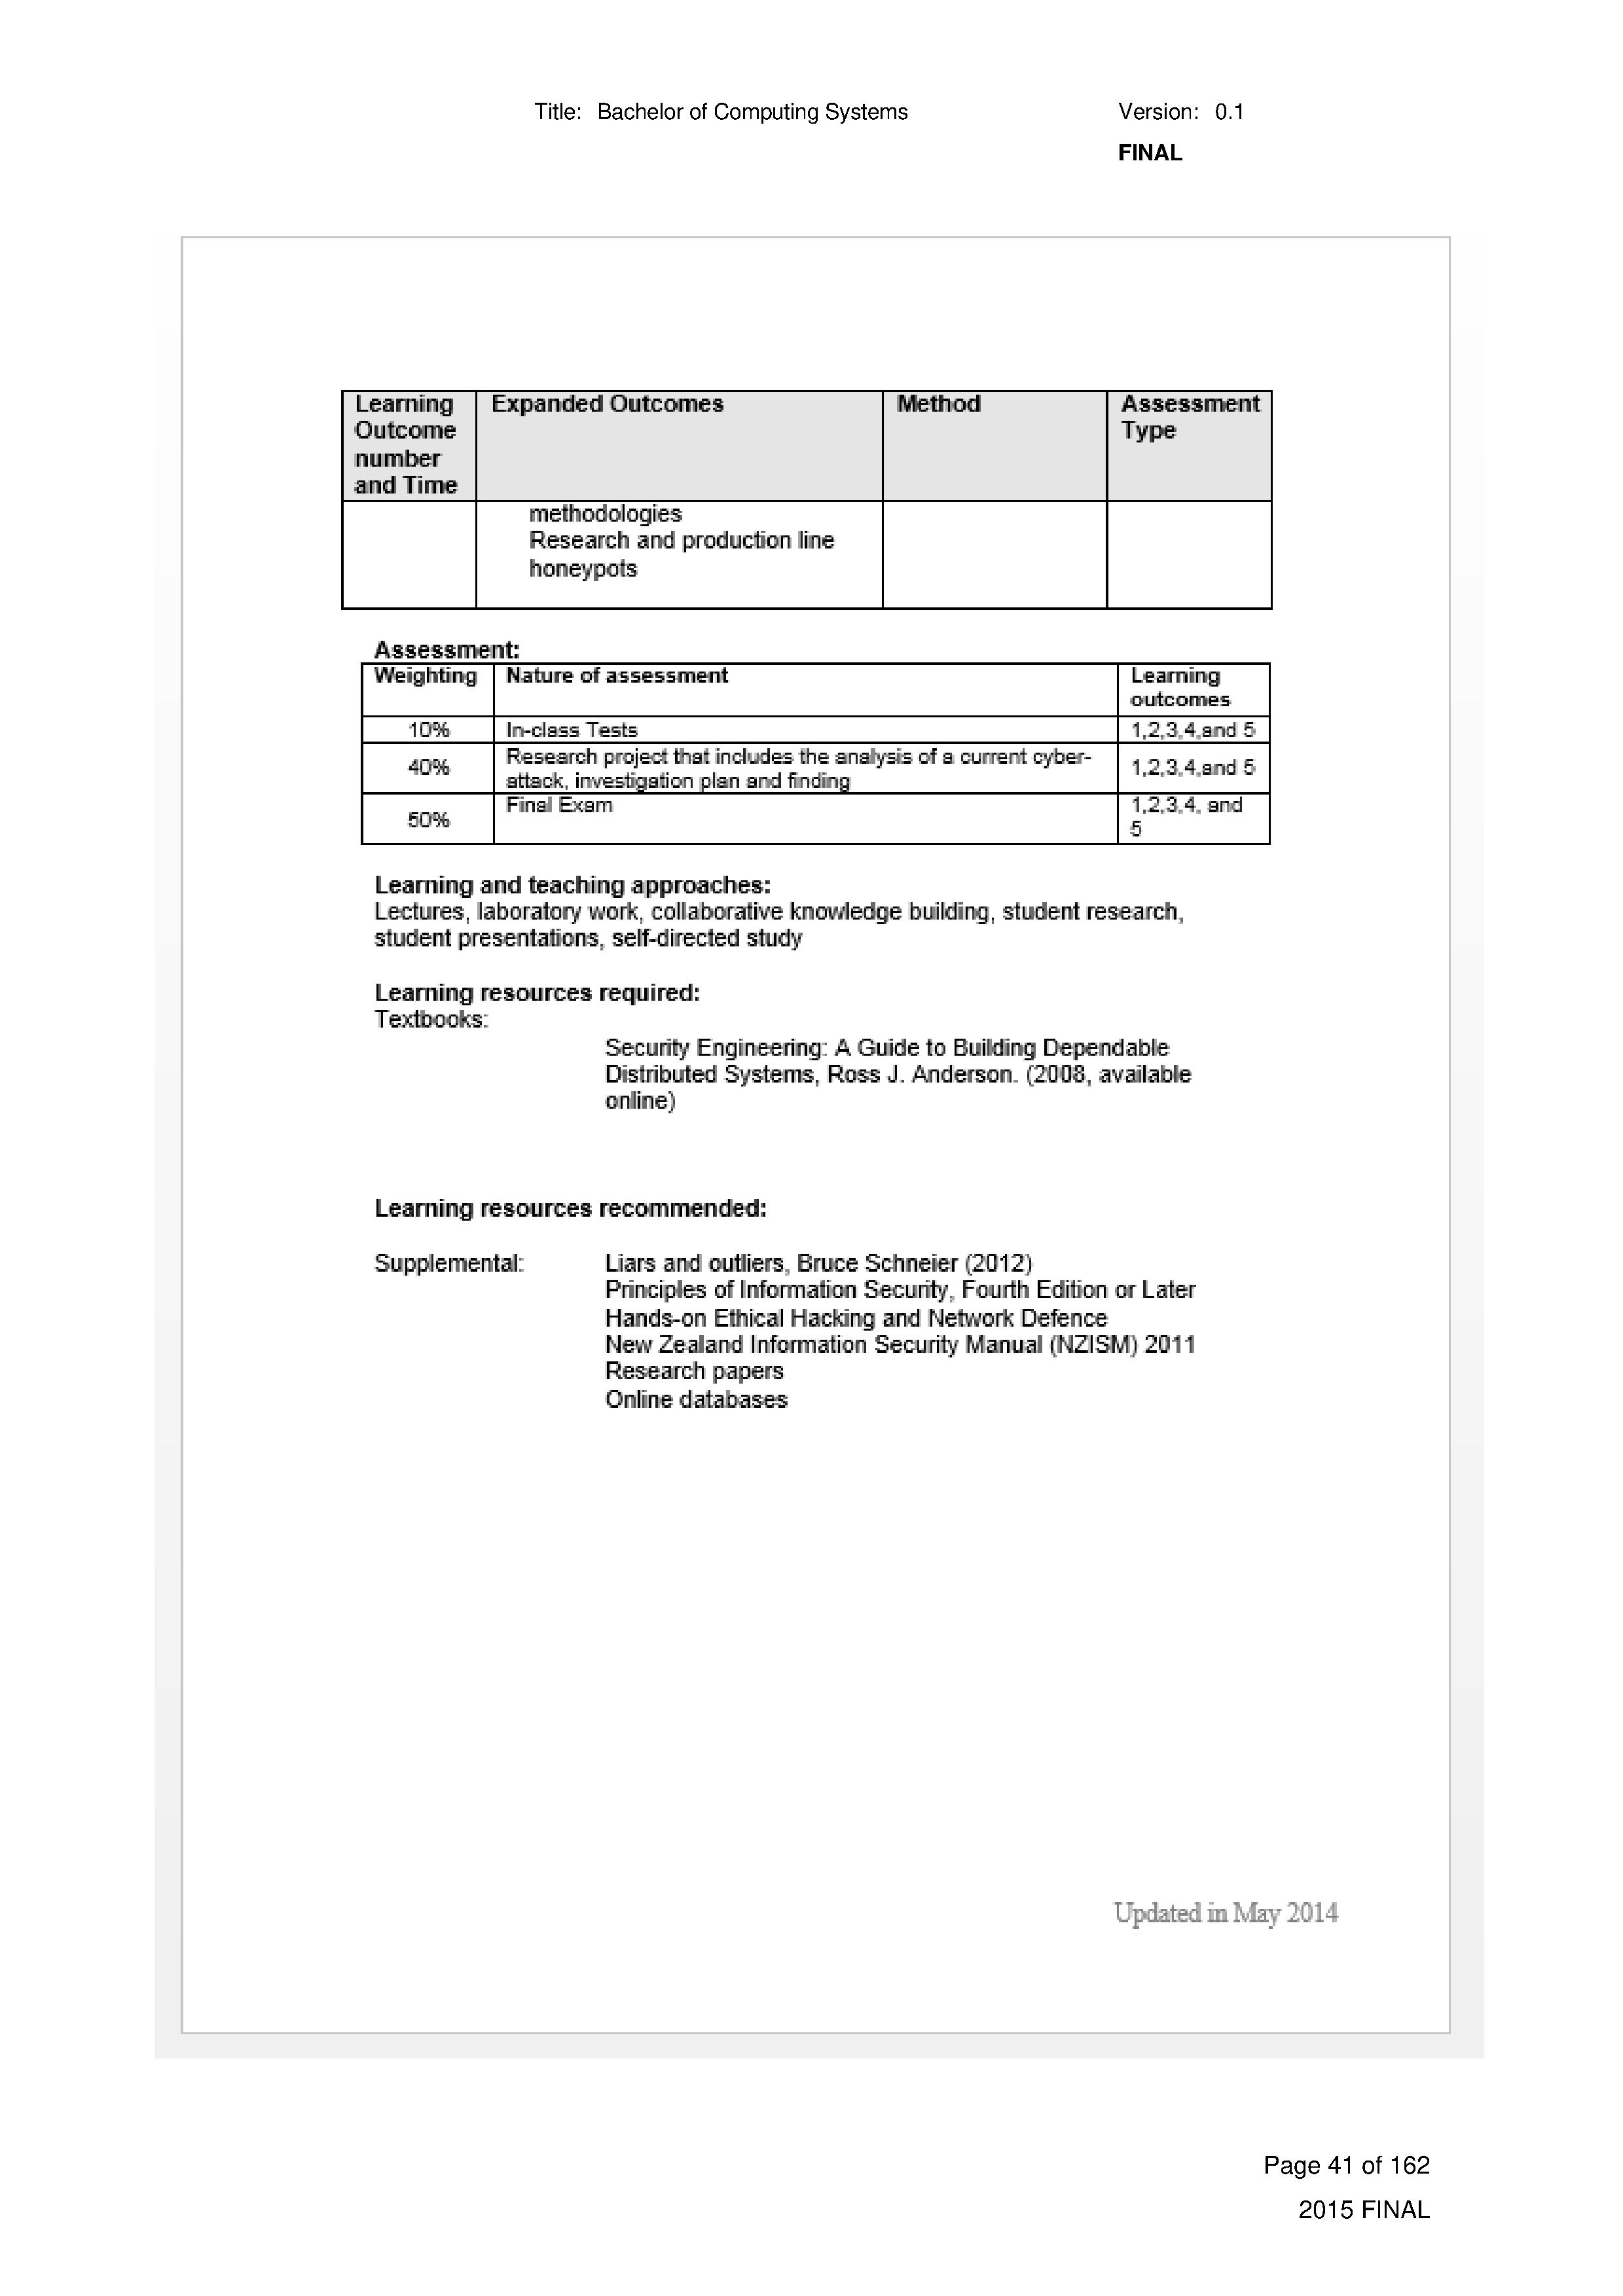 Title: Bachelor of Computing Systems Version: 0.1
FINAL
Learning Expanded Outcomes Method Assessment
Outcome Type
number
and Time
methodologies
Research and production line
honeypots
Assessment:
Weighting Nature of assessment Learning
outcomes
10% In-class Tests 1,2,3,4,and 5
40% Research project that includes the analysis of a current cyber- 1,2,3,4,and 5
attack, investigation plan and finding
50% Final Exam 1,2,3,4, and
5
Learning and teaching approaches:
Lectures, laboratory work, collaborative knowledge building, student research,
student presentations, self-directed study
Learning resources required:
Textbooks:
Security Engineering: A Guide to Building Dependable
Distributed Systems, Ross J. Anderson. (2008, available
online)
Learning resources recommended:
Supplemental: Liars and outliers, Bruce Schneier (2012)
Principles of Information Security, Fourth Edition or Later
Hands-on Ethical Hacking and Network Defence
New Zealand Information Security Manual (NZISM) 2011
Research papers
Online databases
Updated in May 2014
Page 41 of 162
2015 FINAL